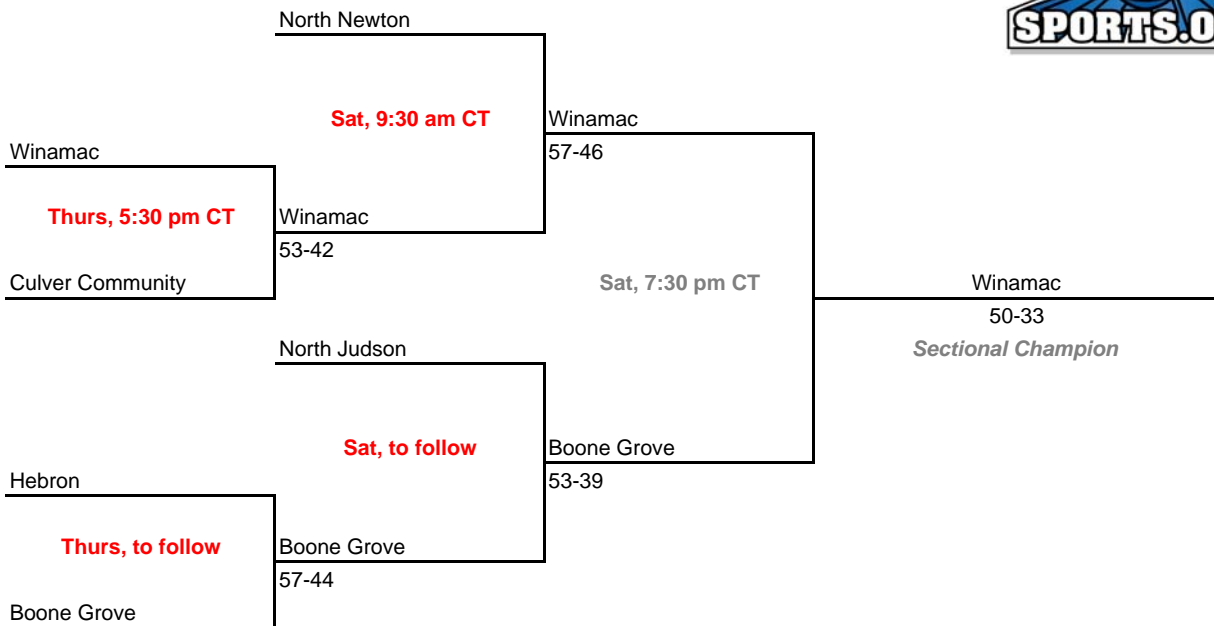 SPORTS.O
North Newton
Sat, 9:30 am CT
Winamac
Winamac
57-46
Thurs, 5:30 pm CT
Winamac
53-42
Culver Community
Sat, 7:30 pm CT
Winamac
50-33
North Judson
Sectional Champion
Sat, to follow
Boone Grove
Hebron
53-39
Thurs, to follow
Boone Grove
57-44
Boone Grove